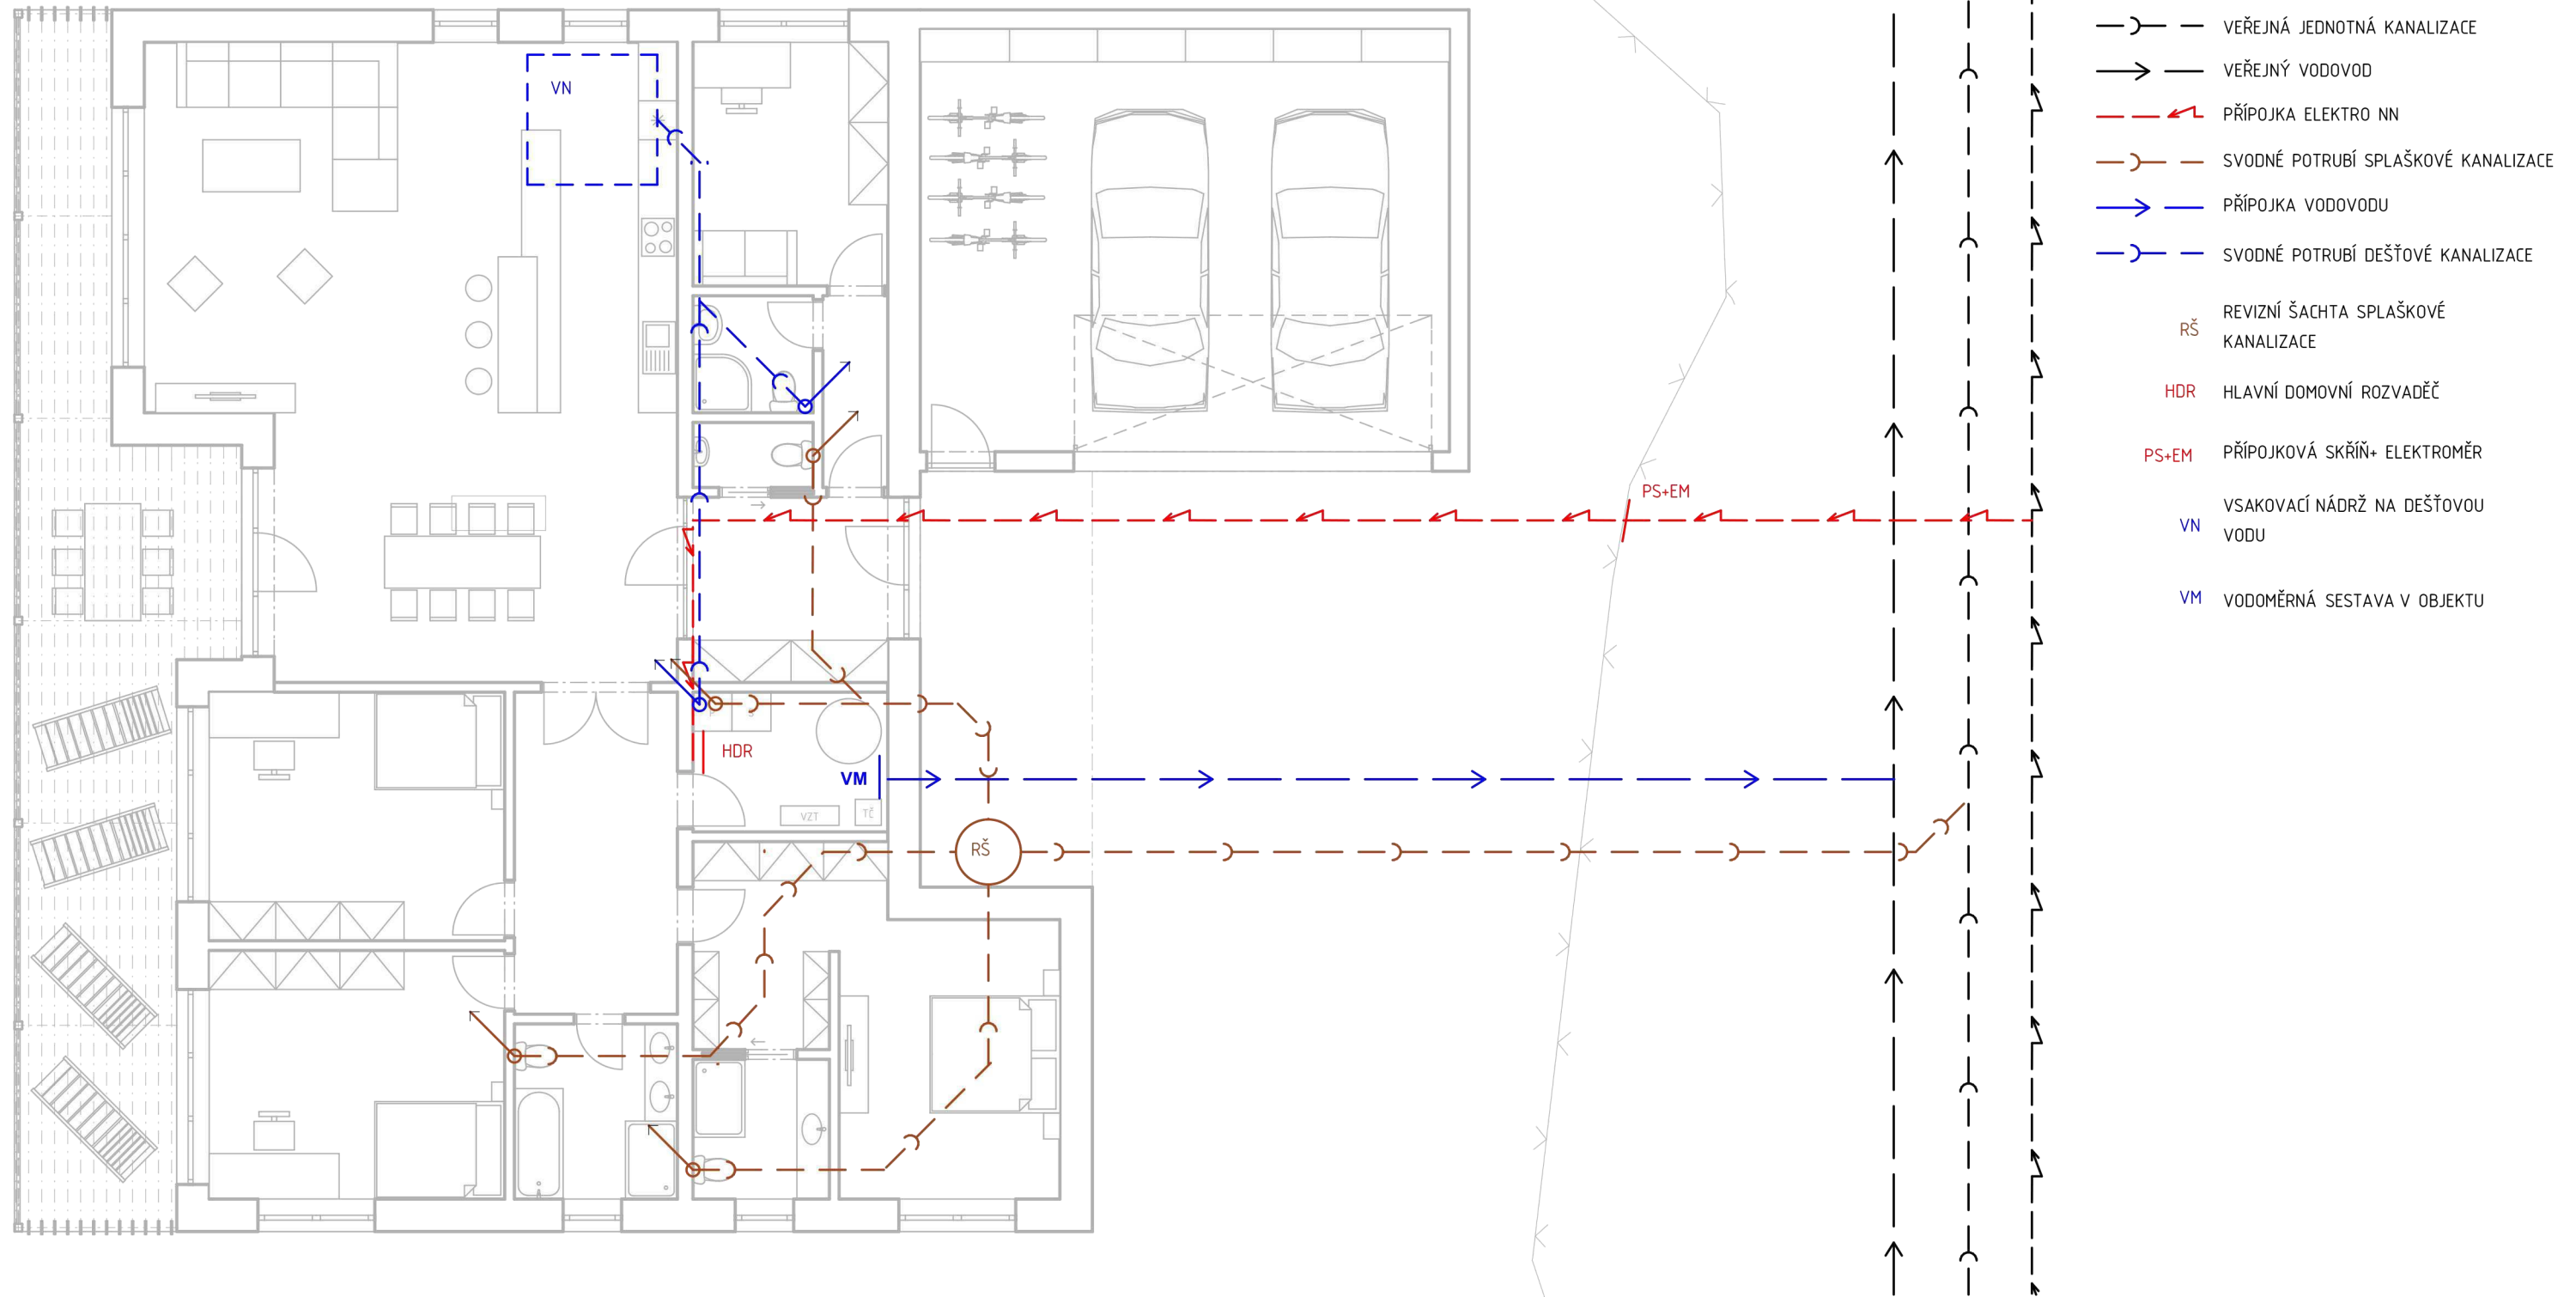 VN
PS+EM
HDR
VM
VZT
TČ
RŠ
VEŘEJNÁ JEDNOTNÁ KANALIZACE
VEŘEJNÝ VODOVOD
PŘÍPOJKA ELEKTRO NN
SVODNÉ POTRUBÍ SPLAŠKOVÉ KANALIZACE
PŘÍPOJKA VODOVODU
SVODNÉ POTRUBÍ DEŠŤOVÉ KANALIZACE
RŠ REVIZNÍ ŠACHTA SPLAŠKOVÉ
KANALIZACE
HDR HLAVNÍ DOMOVNÍ ROZVADĚČ
PS+EM PŘÍPOJKOVÁ SKŘÍŇ+ ELEKTROMĚR
VN VSAKOVACÍ NÁDRŽ NA DEŠŤOVOU
VODU
VM VODOMĚRNÁ SESTAVA V OBJEKTU